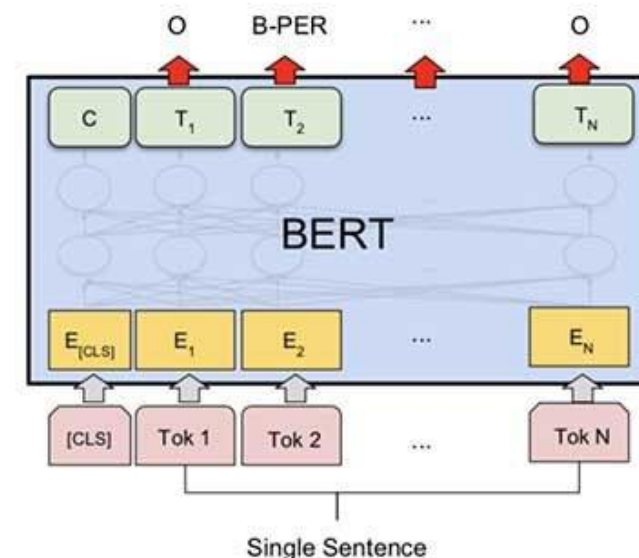 O B-PER ... O
C T1 T2 ... TN
BERT
...
...
E[CLS] E1 E2 ... EN
[CLS] Tok 1 Tok 2 ... Tok N
Single Sentence